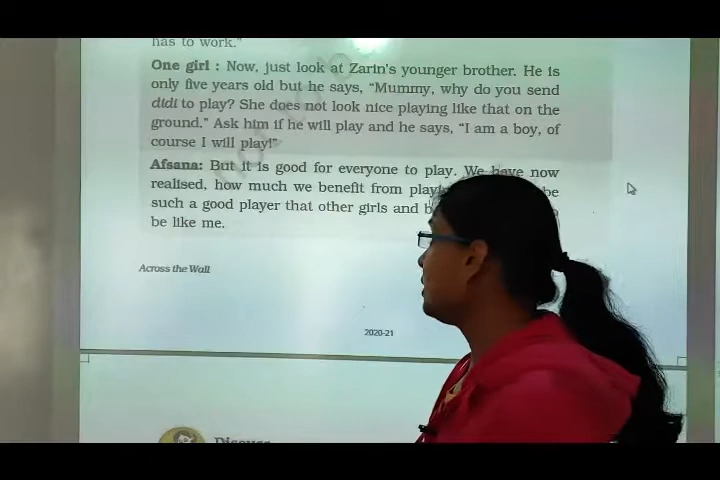 has to work."
One girl : Now, just look at Zarin's younger brother. He is
only five years old but he says, "Mummy, why do you send
didi to play? She does not look nice playing like that on the
ground." Ask him if he will play and he says, "I am a boy, of
course I will play!"
Afsana: But it is good for everyone to play. We have now
realised, how much we benefit from be
such a good player that other girls and
be like me.
Across the Wall
2020-21
Discuss